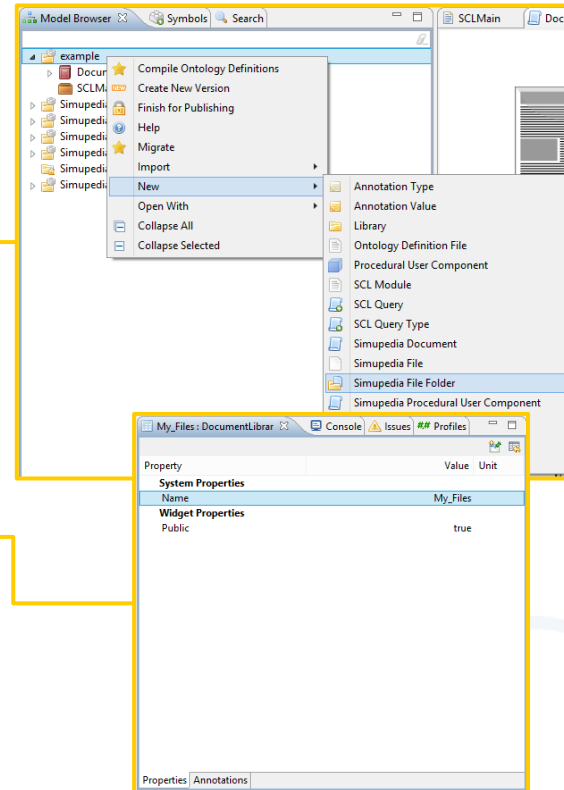 Model Browser Symbols Search SCLMain Doc
example
Docum
SCLMa
Simupedia
Simupedia
Simupedia
Simupedia
Simupedia
Simupedia
Compile Ontology Definitions
NEW Create New Version
Finish for Publishing
Help
Migrate
Import
New
Open With
Collapse All
Collapse Selected
Annotation Type
Annotation Value
Library
Ontology Definition File
Procedural User Component
SCL Module
SCL Query
SCL Query Type
Simupedia Document
Simupedia File
Simupedia File Folder
Simupedia Procedural User Component
My_Files : DocumentLibrar Console Issues ## Profiles
Property Value Unit
System Properties
Name My_Files
Widget Properties
Public true
Properties Annotations